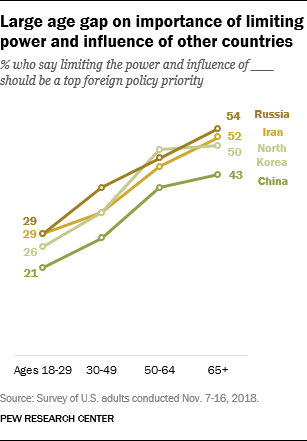 Large age gap on importance of limiting
power and influence of other countries
% who say limiting the power and influence of ___
should be a top foreign policy priority
54 Russia
52 Iran
50 North
Korea
43 China
29
29
26
21
Ages 18-29 30-49 50-64 65+
Source: Survey of U.S. adults conducted Nov. 7-16, 2018.
PEW RESEARCH CENTER